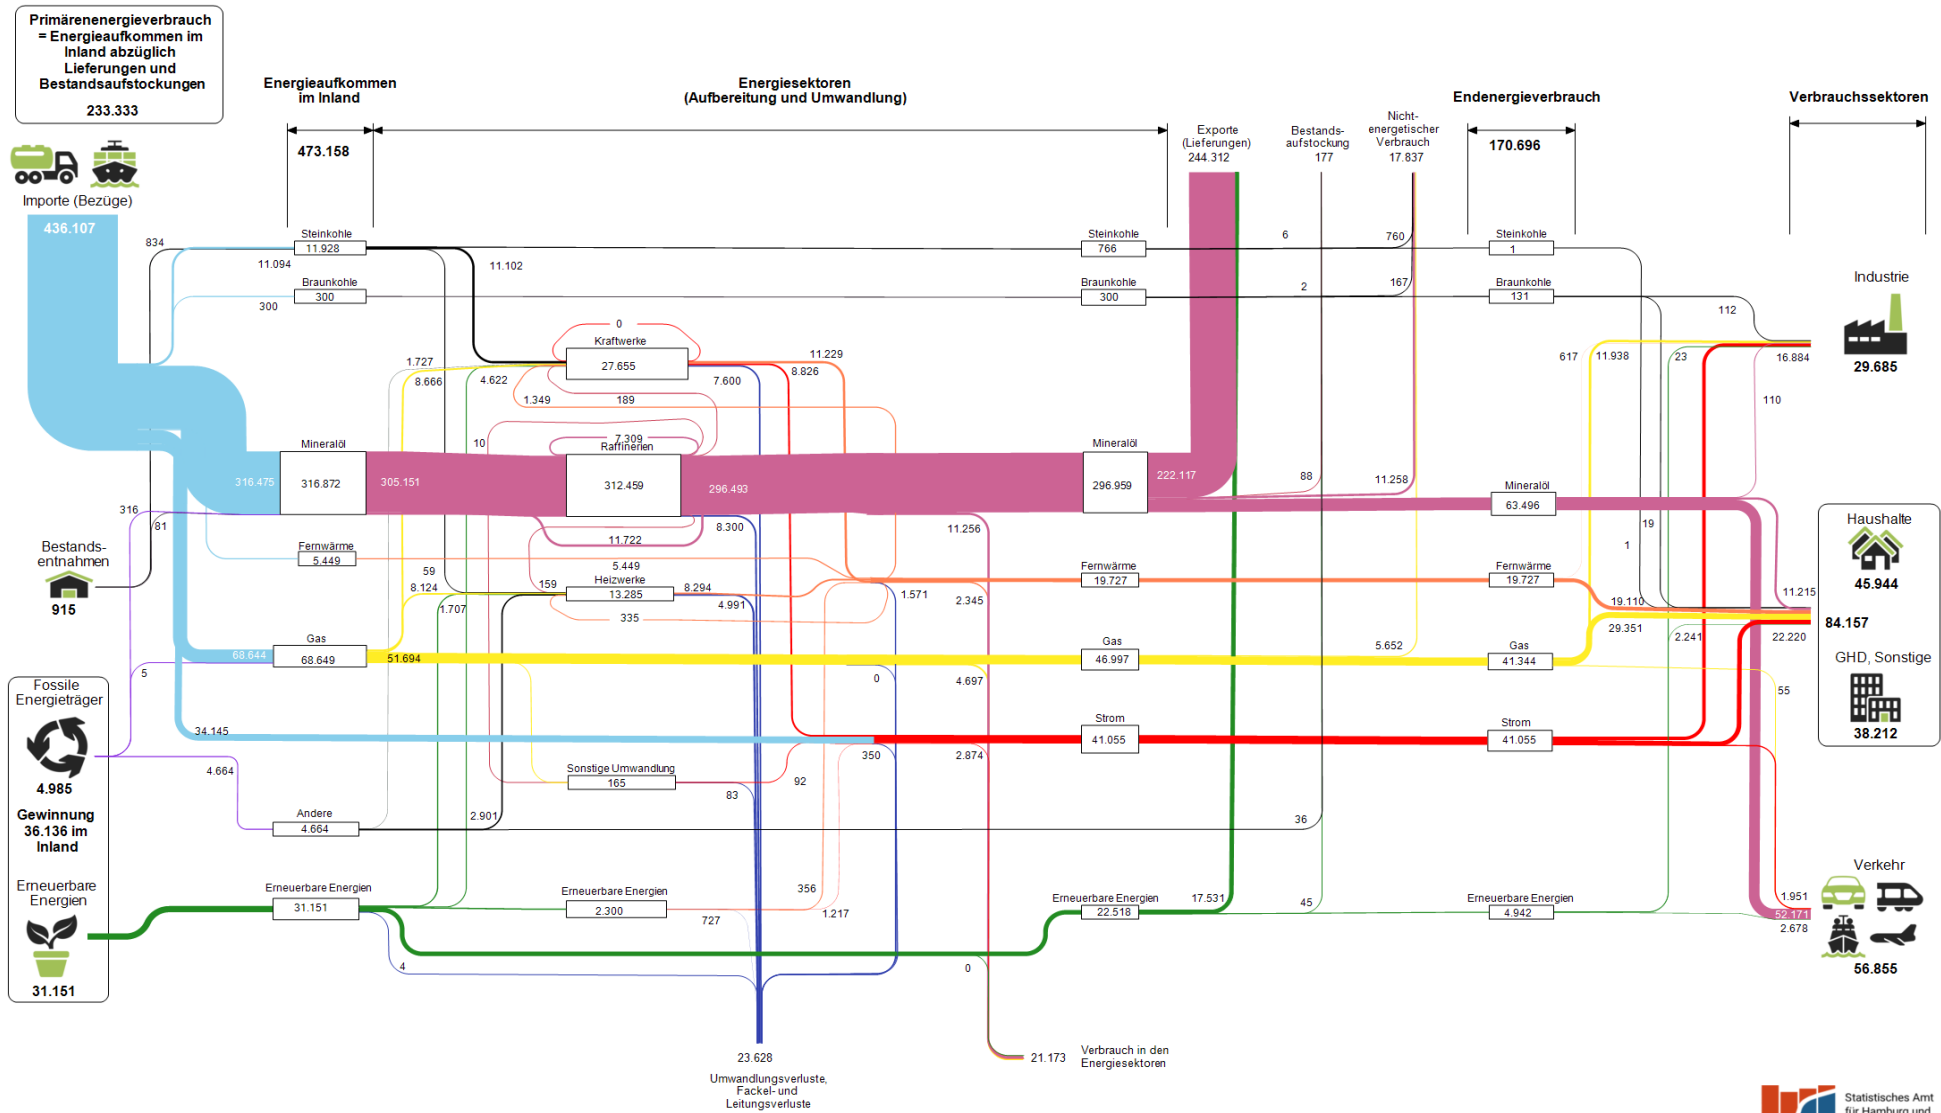 Primärenenergieverbrauch
= Energieaufkommen im
Inland abzüglich
Lieferungen und
Bestandsaufstockungen
233.333
Energieaufkommen
im Inland
473.158
Energiesektoren
(Aufbereitung und Umwandlung)
Exporte
(Lieferungen)
244.312
Bestands-
aufstockung
177
Nicht-
energetischer
Verbrauch
17.837
Endenergieverbrauch
170.696
Verbrauchssektoren
Importe (Bezüge)
436.107
834
11.094
300
Steinkohle
11.928
Braunkohle
300
11.102
Steinkohle
766
Braunkohle
300
6
760
2
167
Steinkohle
1
Braunkohle
131
112
Industrie
29.685
0
Kraftwerke
27.655
1.727
8.666
4.622
11.229
8.826
7.600
1.349
189
617
11.938
23
16.884
110
10
7.309
Raffinerien
312.459
Mineralöl
316.872
316.475
305.151
296.493
8.300
11.722
11.256
Mineralöl
296.959
222.117
88
11.258
Mineralöl
63.496
316
81
Bestands-
entnahmen
915
Fernwärme
5.449
5.449
59
8.124
1.707
159
Heizwerke
13.285
8.294
4.991
335
1.571
2.345
Fernwärme
19.727
Fernwärme
19.727
19
1
19.110
29.351
2.241
11.215
22.220
Haushalte
45.944
84.157
GHD, Sonstige
38.212
Gas
68.649
68.644
51.694
5
0
4.697
Gas
46.997
5.652
Gas
41.344
55
Fossile
Energieträger
4.985
Gewinnung
36.136 im
Inland
Erneuerbare
Energien
31.151
34.145
4.664
350
2.874
Strom
41.055
Strom
41.055
Sonstige Umwandlung
165
92
83
Andere
4.664
2.901
36
Erneuerbare Energien
31.151
Erneuerbare Energien
2.300
356
727
1.217
Erneuerbare Energien
22.518
17.531
45
Erneuerbare Energien
4.942
Verkehr
1.951
52.171
2.678
56.855
4
0
23.628
Umwandlungsverluste,
Fackel- und
Leitungsverluste
21.173
Verbrauch in den
Energiesektoren
Statistisches Amt
für Hamburg und